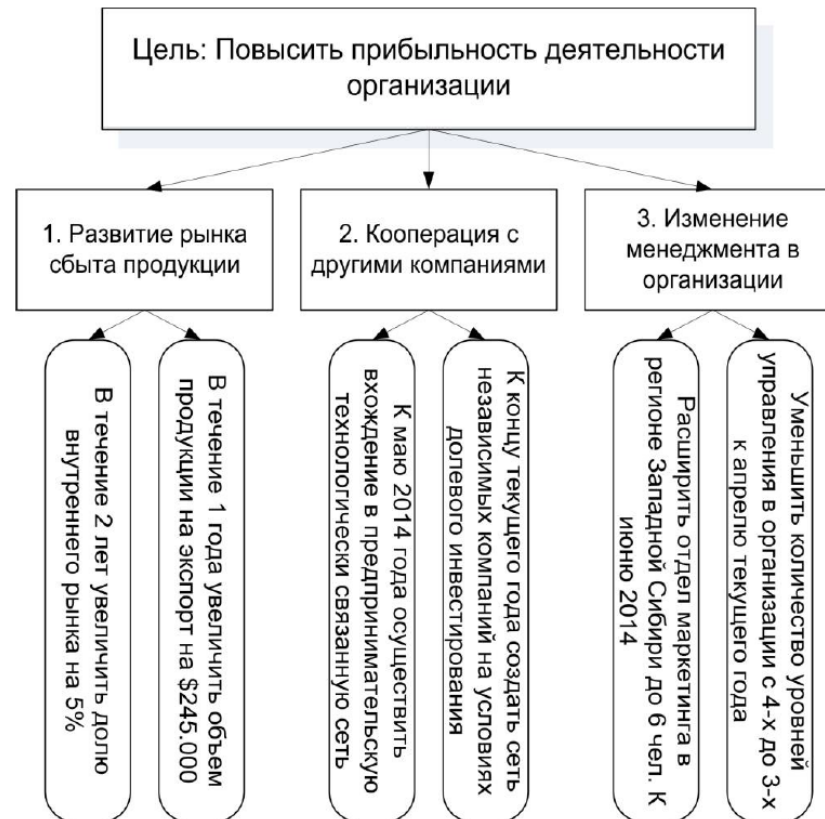 Цель: Повысить прибыльность деятельности
организации
1. Развитие рынка
сбыта продукции
2. Кооперация с
другими компаниями
3. Изменение
менеджмента в
организации
В течение 2 лет увеличить долю
внутреннего рынка на 5%
В течение 1 года увеличить объем
продукции на экспорт на $245.000
К маю 2014 года осуществить
вхождение в предпринимательскую
технологически связанную сеть
К концу текущего года создать сеть
независимых компаний на условиях
долевого инвестирования
Расширить отдел маркетинга в
регионе Западной Сибири до 6 чел. К
июню 2014
Уменьшить количество уровней
управления в организации с 4-х до 3-х
к апрелю текущего года